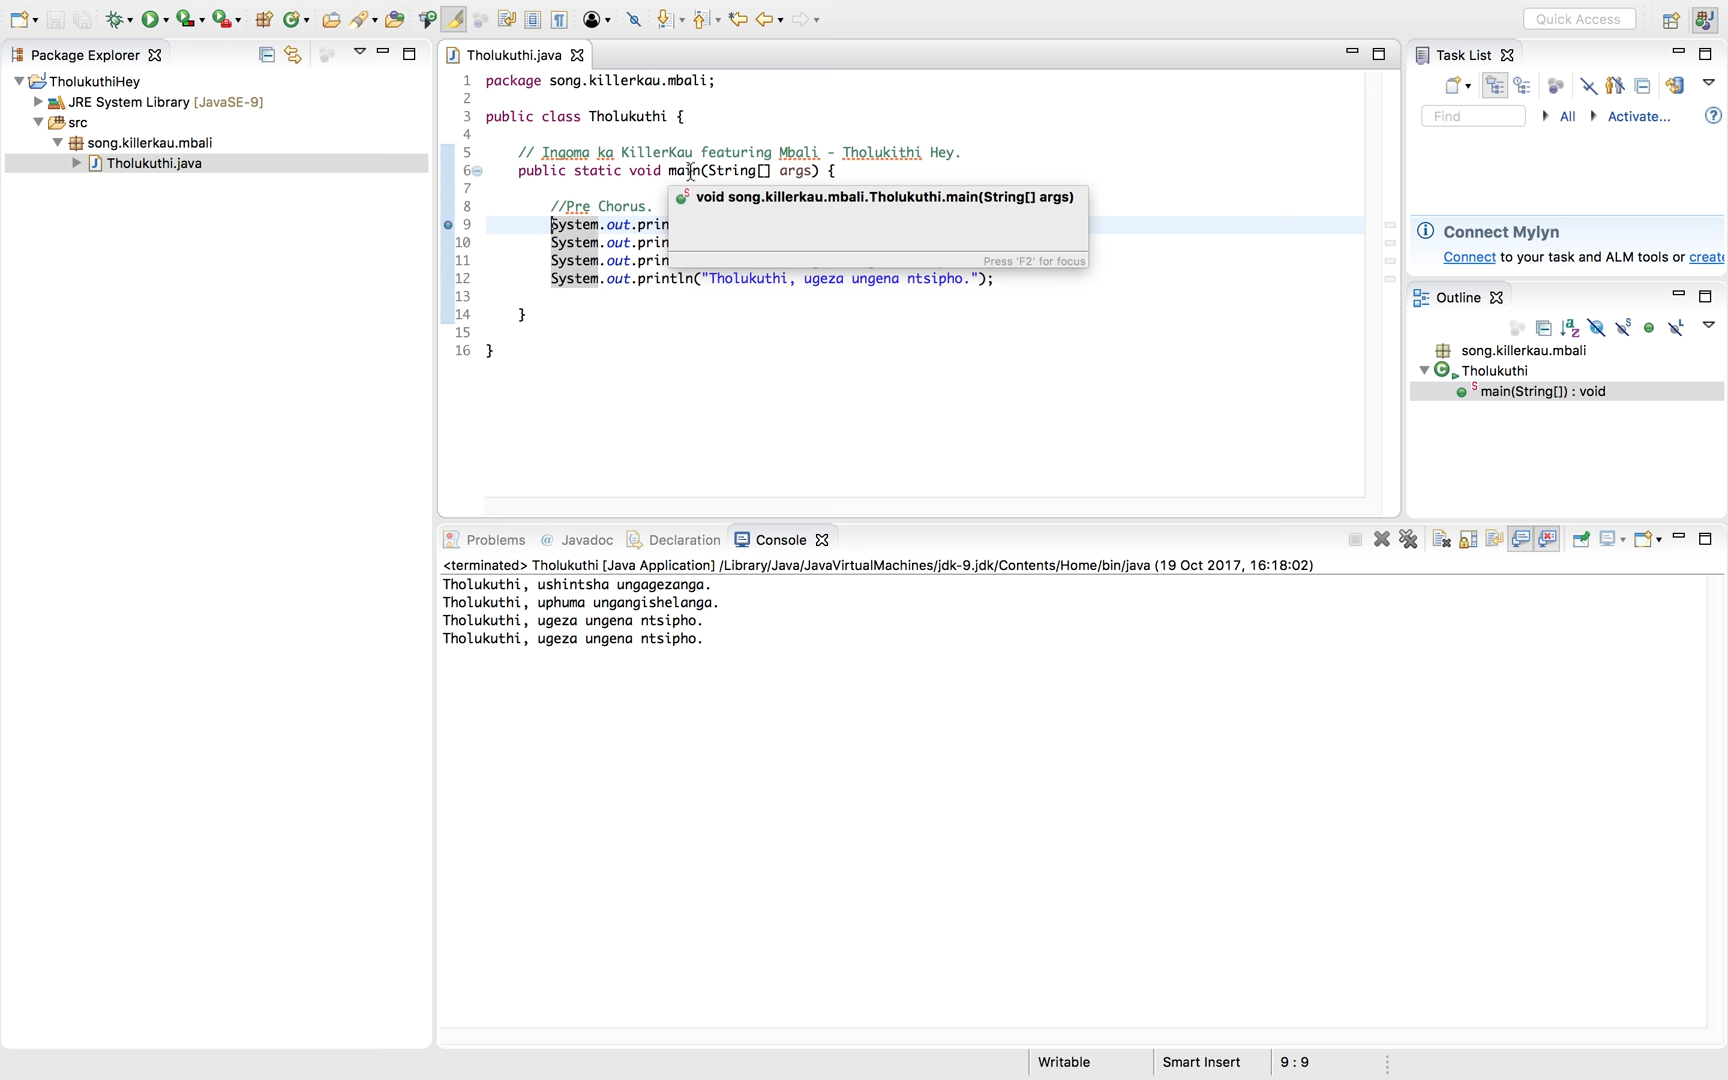 Quick Access
Package Explorer
TholukuthiHey
JRE System Library [JavaSE-9]
src
song.killerkau.mbali
Tholukuthi.java
Tholukuthi.java
1 package song.killerkau.mbali;
2
3 public class Tholukuthi {
4
5 // Ingoma ka KillerKau featuring Mbali - Tholukithi Hey.
6 public static void main(String[] args) {
7
8 //Pre Chorus.
9 System.out.prin
10 System.out.prin
11 System.out.prin
12 System.out.println("Tholukuthi, ugeza ungena ntsipho.");
13
14 }
15
16 }
void song.killerkau.mbali.Tholukuthi.main(String[] args)
Press 'F2' for focus
Task List
Find
All
Activate...
Connect Mylyn
Connect to your task and ALM tools or create
Outline
song.killerkau.mbali
Tholukuthi
main(String[]) : void
Problems
Javadoc
Declaration
Console
<terminated> Tholukuthi [Java Application] /Library/Java/JavaVirtualMachines/jdk-9.jdk/Contents/Home/bin/java (19 Oct 2017, 16:18:02)
Tholukuthi, ushintsha ungagezanga.
Tholukuthi, uphuma ungangishelanga.
Tholukuthi, ugeza ungena ntsipho.
Tholukuthi, ugeza ungena ntsipho.
Writable
Smart Insert
9 : 9